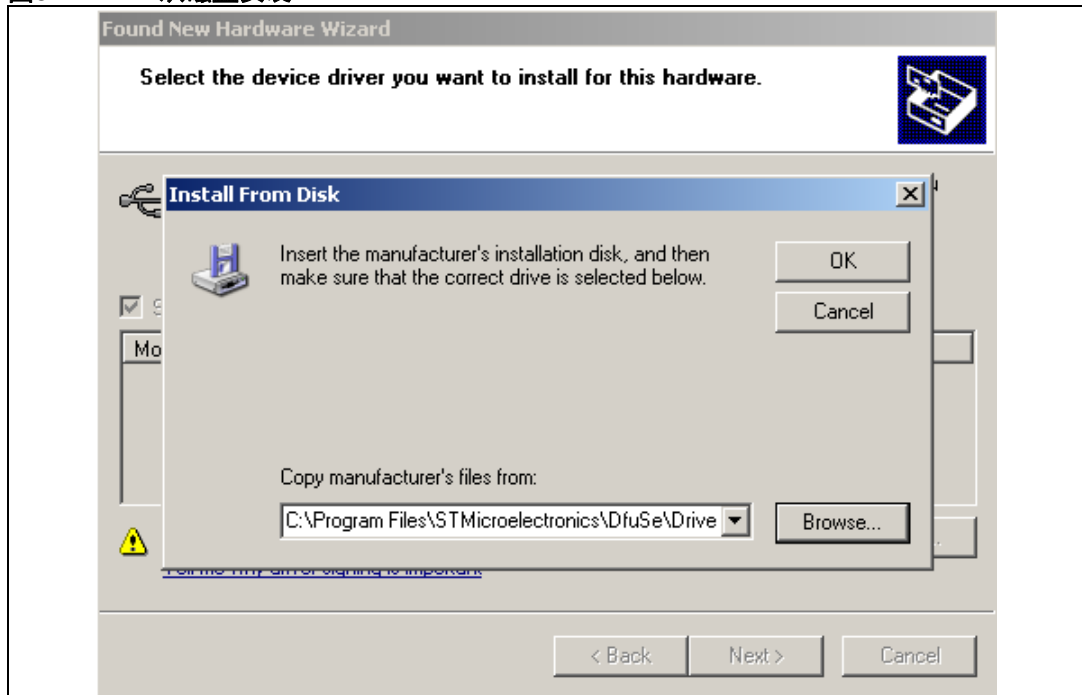 Found New Hardware Wizard
Select the device driver you want to install for this hardware.
Install From Disk
Insert the manufacturer's installation disk, and then
make sure that the correct drive is selected below.
OK
Cancel
Mo
Copy manufacturer's files from:
C:\Program Files\STMicroelectronics\DfuSe\Drive
Browse...
< Back
Next >
Cancel